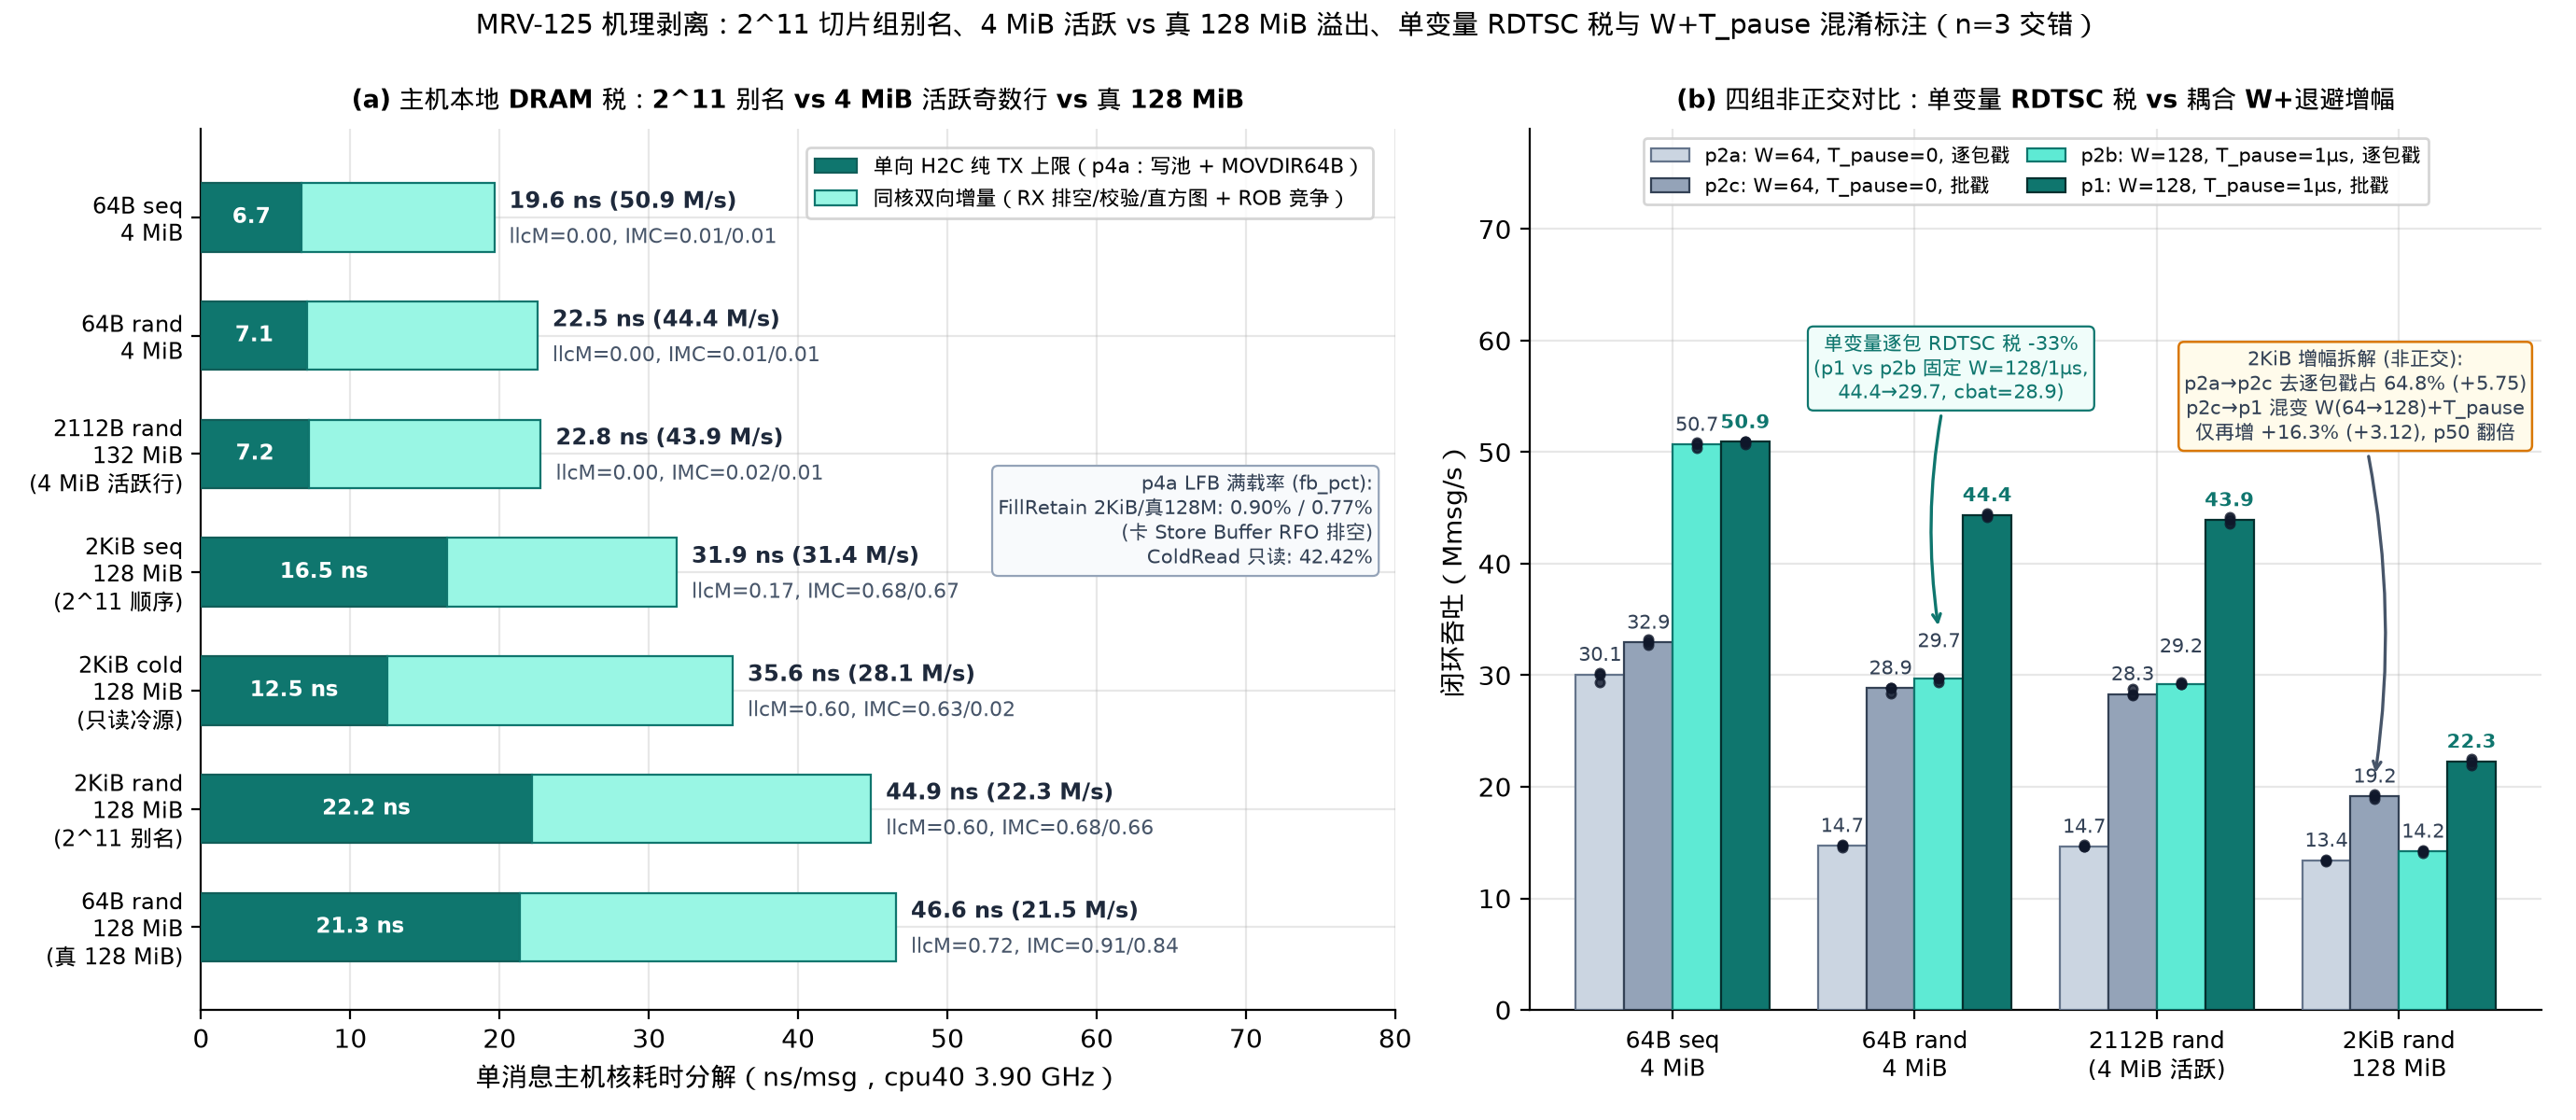 MRV-125 机理剥离：2^11 切片组别名、4 MiB 活跃 vs 真 128 MiB 溢出、单变量 RDTSC 税与 W+T_pause 混淆标注（n=3 交错）
(a) 主机本地 DRAM 税：2^11 别名 vs 4 MiB 活跃奇数行 vs 真 128 MiB
单向 H2C 纯 TX 上限（p4a：写池 + MOVDIR64B）
同核双向增量（RX 排空/校验/直方图 + ROB 竞争）
64B seq
4 MiB
6.7
19.6 ns (50.9 M/s)
llcM=0.00, IMC=0.01/0.01
64B rand
4 MiB
7.1
22.5 ns (44.4 M/s)
llcM=0.00, IMC=0.01/0.01
2112B rand
132 MiB
(4 MiB 活跃行)
7.2
22.8 ns (43.9 M/s)
llcM=0.00, IMC=0.02/0.01
p4a LFB 满载率 (fb_pct):
FillRetain 2KiB/真128M: 0.90% / 0.77%
(卡 Store Buffer RFO 排空)
ColdRead 只读: 42.42%
2KiB seq
128 MiB
(2^11 顺序)
16.5 ns
31.9 ns (31.4 M/s)
llcM=0.17, IMC=0.68/0.67
2KiB cold
128 MiB
(只读冷源)
12.5 ns
35.6 ns (28.1 M/s)
llcM=0.60, IMC=0.63/0.02
2KiB rand
128 MiB
(2^11 别名)
22.2 ns
44.9 ns (22.3 M/s)
llcM=0.60, IMC=0.68/0.66
64B rand
128 MiB
(真 128 MiB)
21.3 ns
46.6 ns (21.5 M/s)
llcM=0.72, IMC=0.91/0.84
0 10 20 30 40 50 60 70 80
单消息主机核耗时分解（ns/msg，cpu40 3.90 GHz）
(b) 四组非正交对比：单变量 RDTSC 税 vs 耦合 W+退避增幅
p2a: W=64, T_pause=0, 逐包戳
p2c: W=64, T_pause=0, 批戳
p2b: W=128, T_pause=1μs, 逐包戳
p1: W=128, T_pause=1μs, 批戳
闭环吞吐（Mmsg/s）
70
60
50
40
30
20
10
0
单变量逐包 RDTSC 税 -33%
(p1 vs p2b 固定 W=128/1μs,
44.4→29.7, cbat=28.9)
2KiB 增幅拆解 (非正交):
p2a→p2c 去逐包戳占 64.8% (+5.75)
p2c→p1 混变 W(64→128)+T_pause
仅再增 +16.3% (+3.12), p50 翻倍
30.1 32.9 50.7 50.9
14.7 28.9 29.7 44.4
14.7 28.3 29.2 43.9
13.4 19.2 14.2 22.3
64B seq
4 MiB
64B rand
4 MiB
2112B rand
(4 MiB 活跃)
2KiB rand
128 MiB